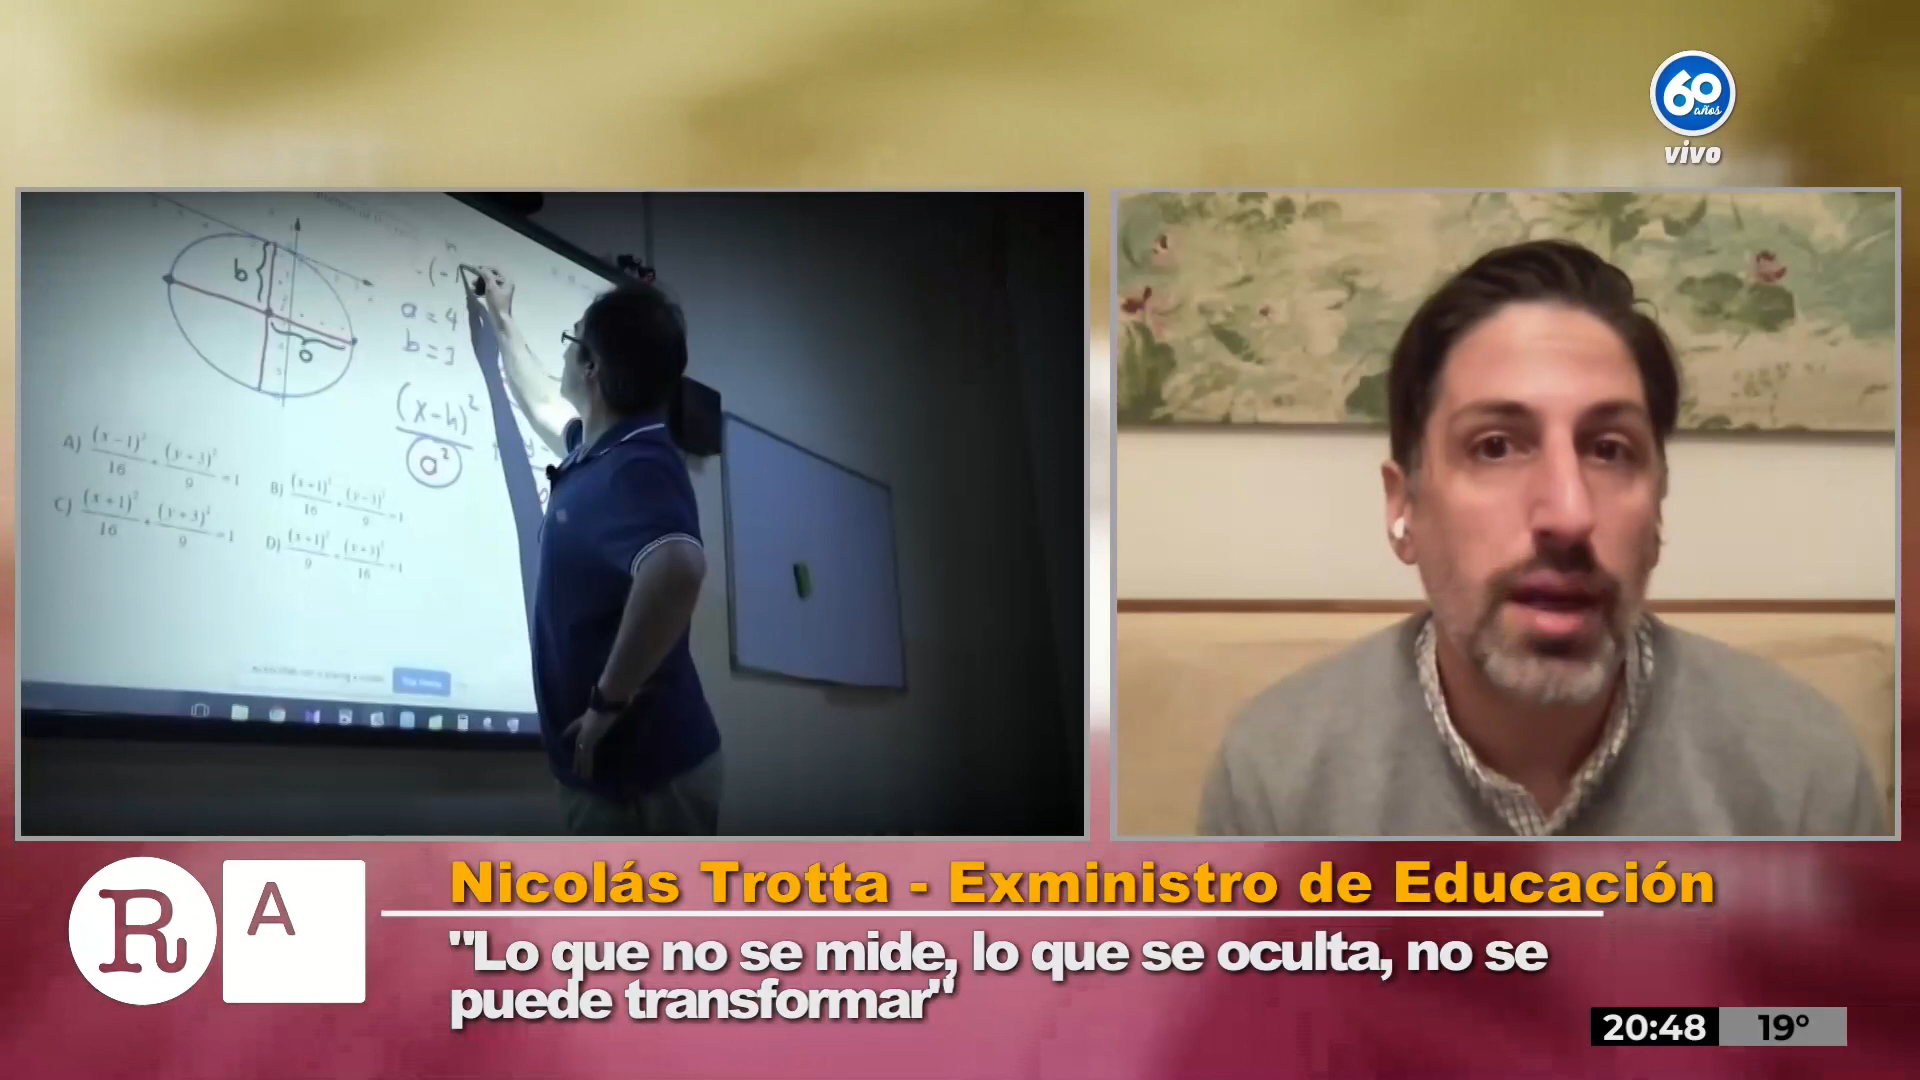 60
años
vivo
b
a = 4
b = 3
(x-h)²
a²
A) (x-1)²/16 + (y+3)²/9 = 1
B) (x+1)²/16 + (y-3)²/9 = 1
C) (x+1)²/16 + (y+3)²/9 = 1
D) (x+1)²/9 + (y+3)²/16 = 1
R A
Nicolás Trotta - Exministro de Educación
"Lo que no se mide, lo que se oculta, no se
puede transformar"
20:48 19°